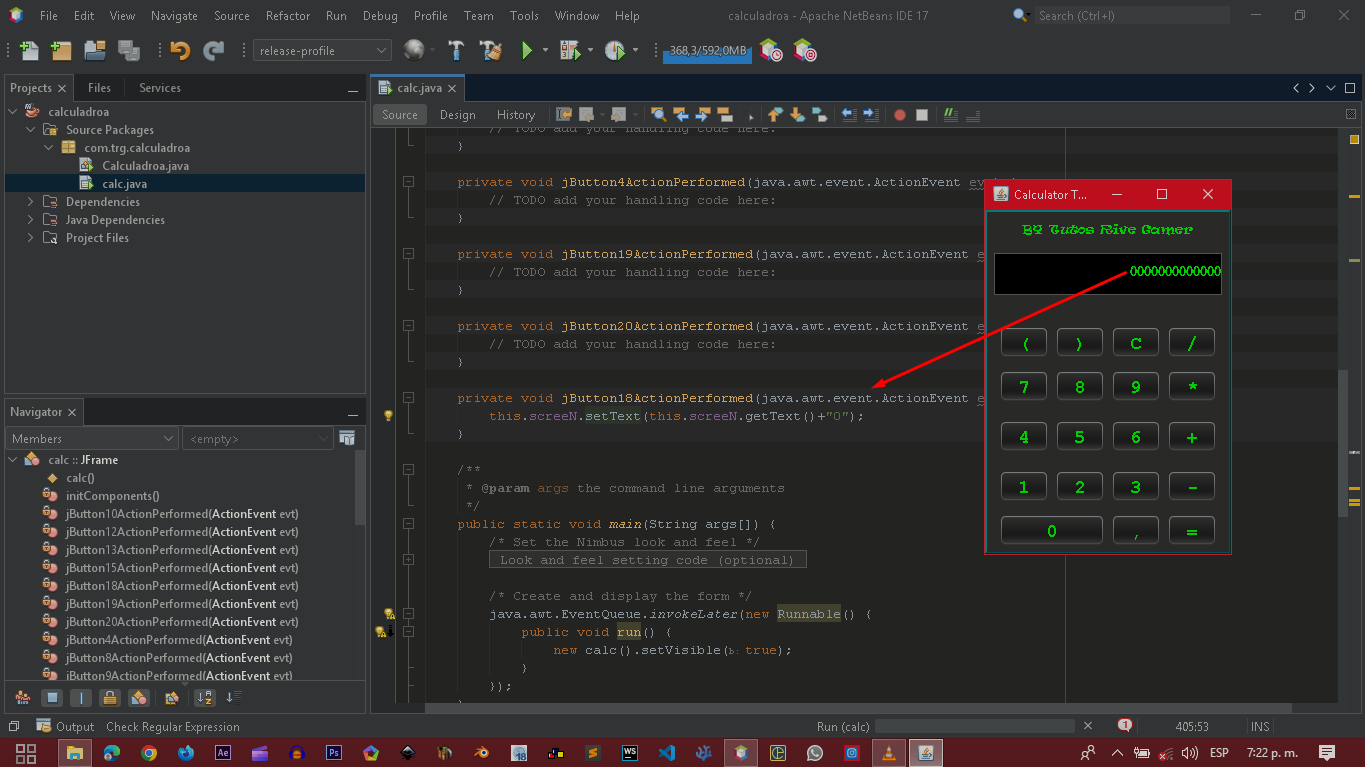 File Edit View Navigate Source Refactor Run Debug Profile Team Tools Window Help
calculadroa - Apache NetBeans IDE 17
Search (Ctrl+I)
release-profile
368,3/592,0MB
Projects Files Services
calculadroa
Source Packages
com.trg.calculadroa
Calculadroa.java
calc.java
Dependencies
Java Dependencies
Project Files
Navigator
Members <empty>
calc :: JFrame
calc()
initComponents()
jButton10ActionPerformed(ActionEvent evt)
jButton12ActionPerformed(ActionEvent evt)
jButton13ActionPerformed(ActionEvent evt)
jButton15ActionPerformed(ActionEvent evt)
jButton18ActionPerformed(ActionEvent evt)
jButton19ActionPerformed(ActionEvent evt)
jButton20ActionPerformed(ActionEvent evt)
jButton4ActionPerformed(ActionEvent evt)
jButton8ActionPerformed(ActionEvent evt)
jButton9ActionPerformed(ActionEvent evt)
calc.java
Source Design History
// TODO add your handling code here:
}
private void jButton4ActionPerformed(java.awt.event.ActionEvent
// TODO add your handling code here:
}
private void jButton19ActionPerformed(java.awt.event.ActionEvent e
// TODO add your handling code here:
}
private void jButton20ActionPerformed(java.awt.event.ActionEvent e
// TODO add your handling code here:
}
private void jButton18ActionPerformed(java.awt.event.ActionEvent e
this.screeN.setText(this.screeN.getText()+"0");
}
/**
* @param args the command line arguments
*/
public static void main(String args[]) {
/* Set the Nimbus look and feel */
Look and feel setting code (optional)
/* Create and display the form */
java.awt.EventQueue.invokeLater(new Runnable() {
public void run() {
new calc().setVisible(b: true);
}
});
Calculator T...
BY Tutos Rive Gamer
0000000000000
( ) C /
7 8 9 *
4 5 6 +
1 2 3 -
0 , =
Output Check Regular Expression
Run (calc)
1
405:53
INS
Ae
Ps
18
S
WS
ESP
7:22 p. m.